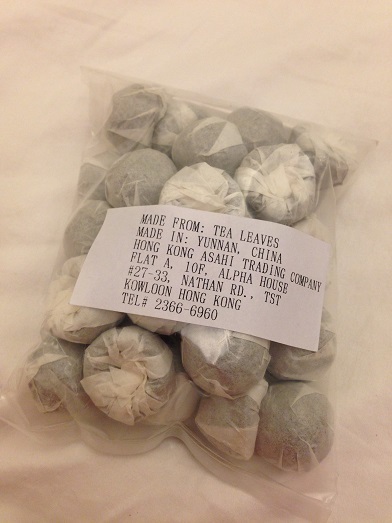 MADE FROM: TEA LEAVES
MADE IN: YUNNAN, CHINA
HONG KONG ASAHI TRADING COMPANY
FLAT A, 10F, ALPHA HOUSE
#27-33, NATHAN RD., TST
KOWLOON HONG KONG
TEL# 2366-6960